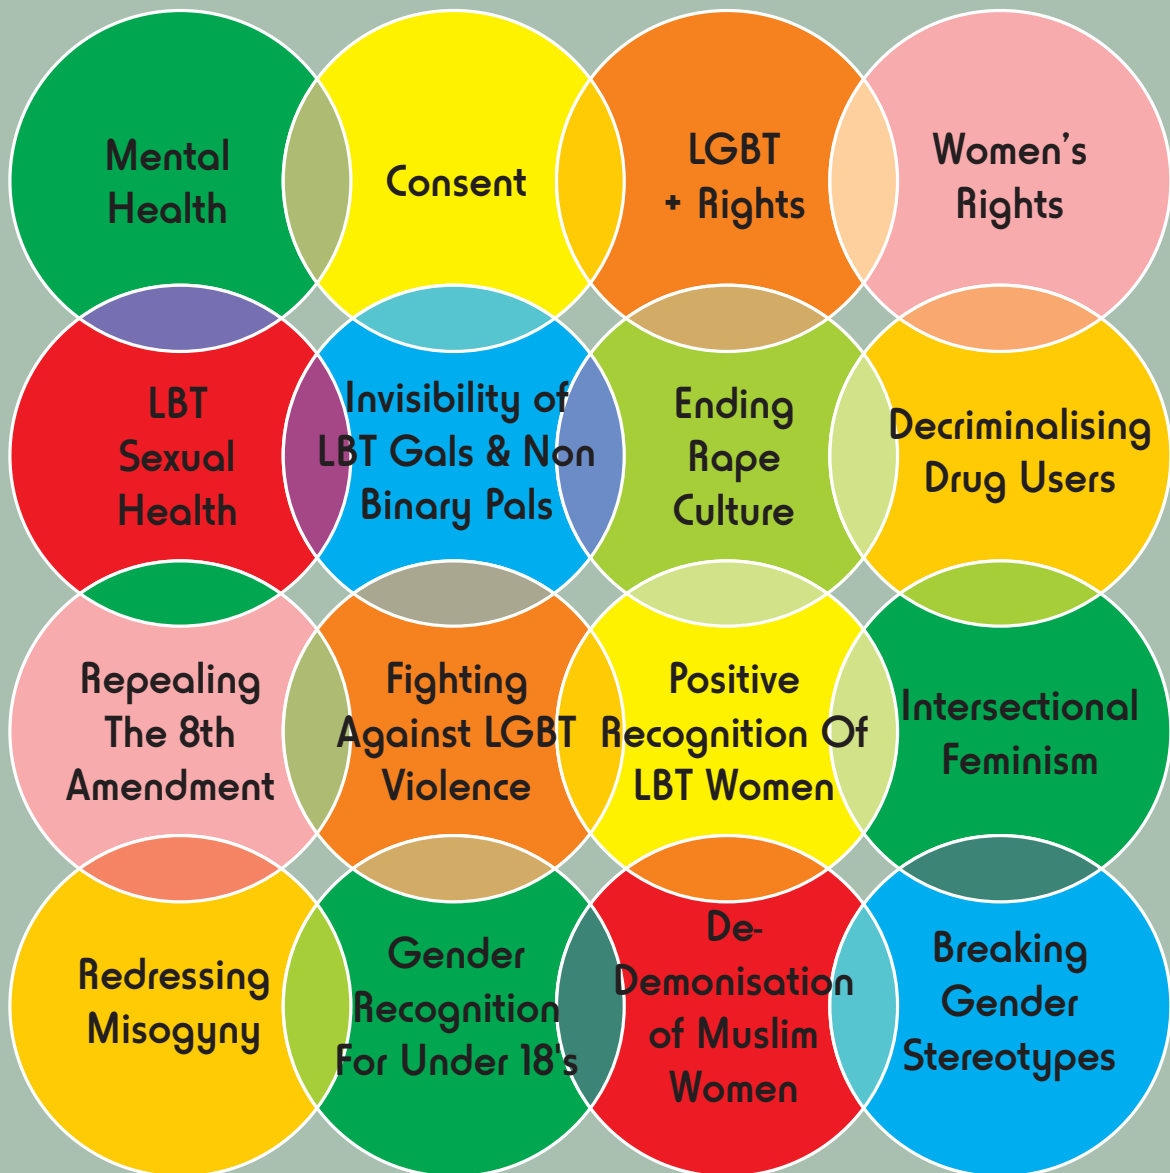 Mental
Health
Consent
LGBT
+ Rights
Women's
Rights
LBT
Sexual
Health
Invisibility of
LBT Gals & Non
Binary Pals
Ending
Rape
Culture
Decriminalising
Drug Users
Repealing
The 8th
Amendment
Fighting
Against LGBT
Violence
Positive
Recognition Of
LBT Women
Intersectional
Feminism
Redressing
Misogyny
Gender
Recognition
For Under 18's
De-
Demonisation
of Muslim
Women
Breaking
Gender
Stereotypes